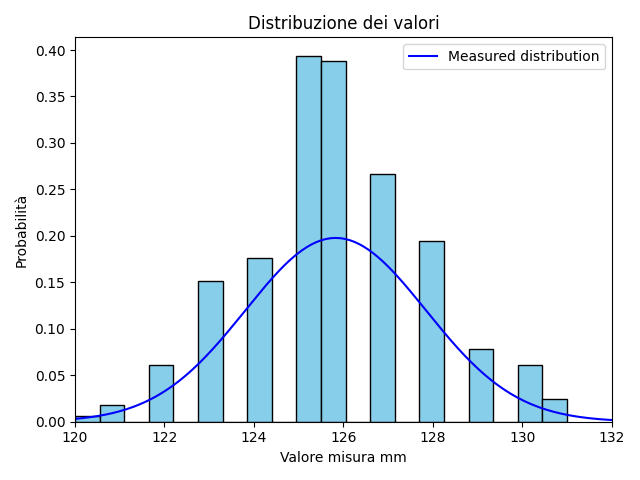 Distribuzione dei valori
Measured distribution
Probabilità
0.40
0.35
0.30
0.25
0.20
0.15
0.10
0.05
0.00
120 122 124 126 128 130 132
Valore misura mm